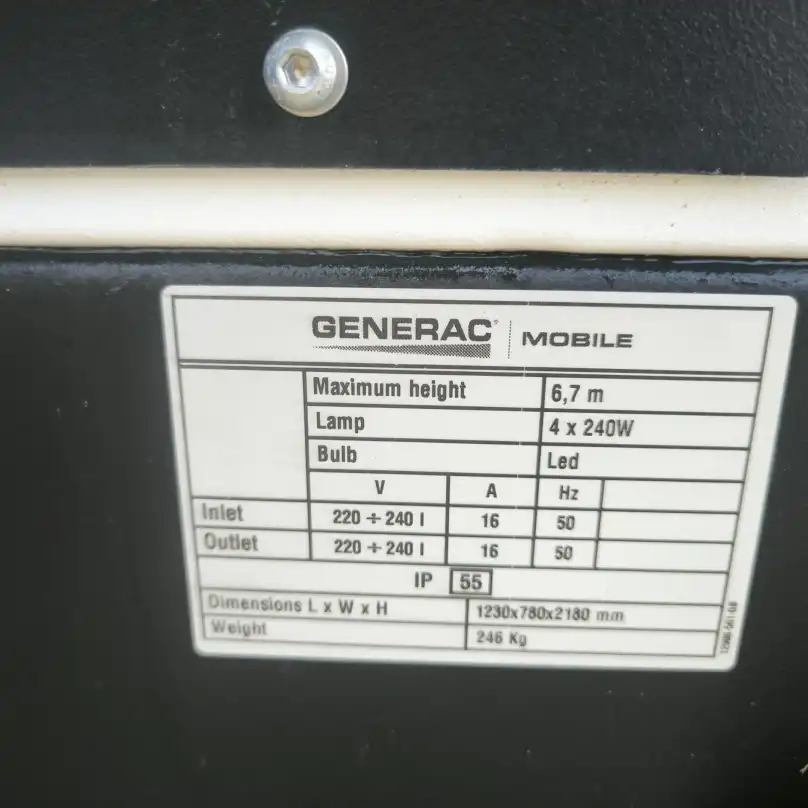 GENERAC® MOBILE
Maximum height 6,7 m
Lamp 4 x 240W
Bulb Led
V A Hz
Inlet 220 ÷ 240 I 16 50
Outlet 220 ÷ 240 I 16 50
IP 55
Dimensions L x W x H 1230x780x2180 mm
Weight 246 Kg